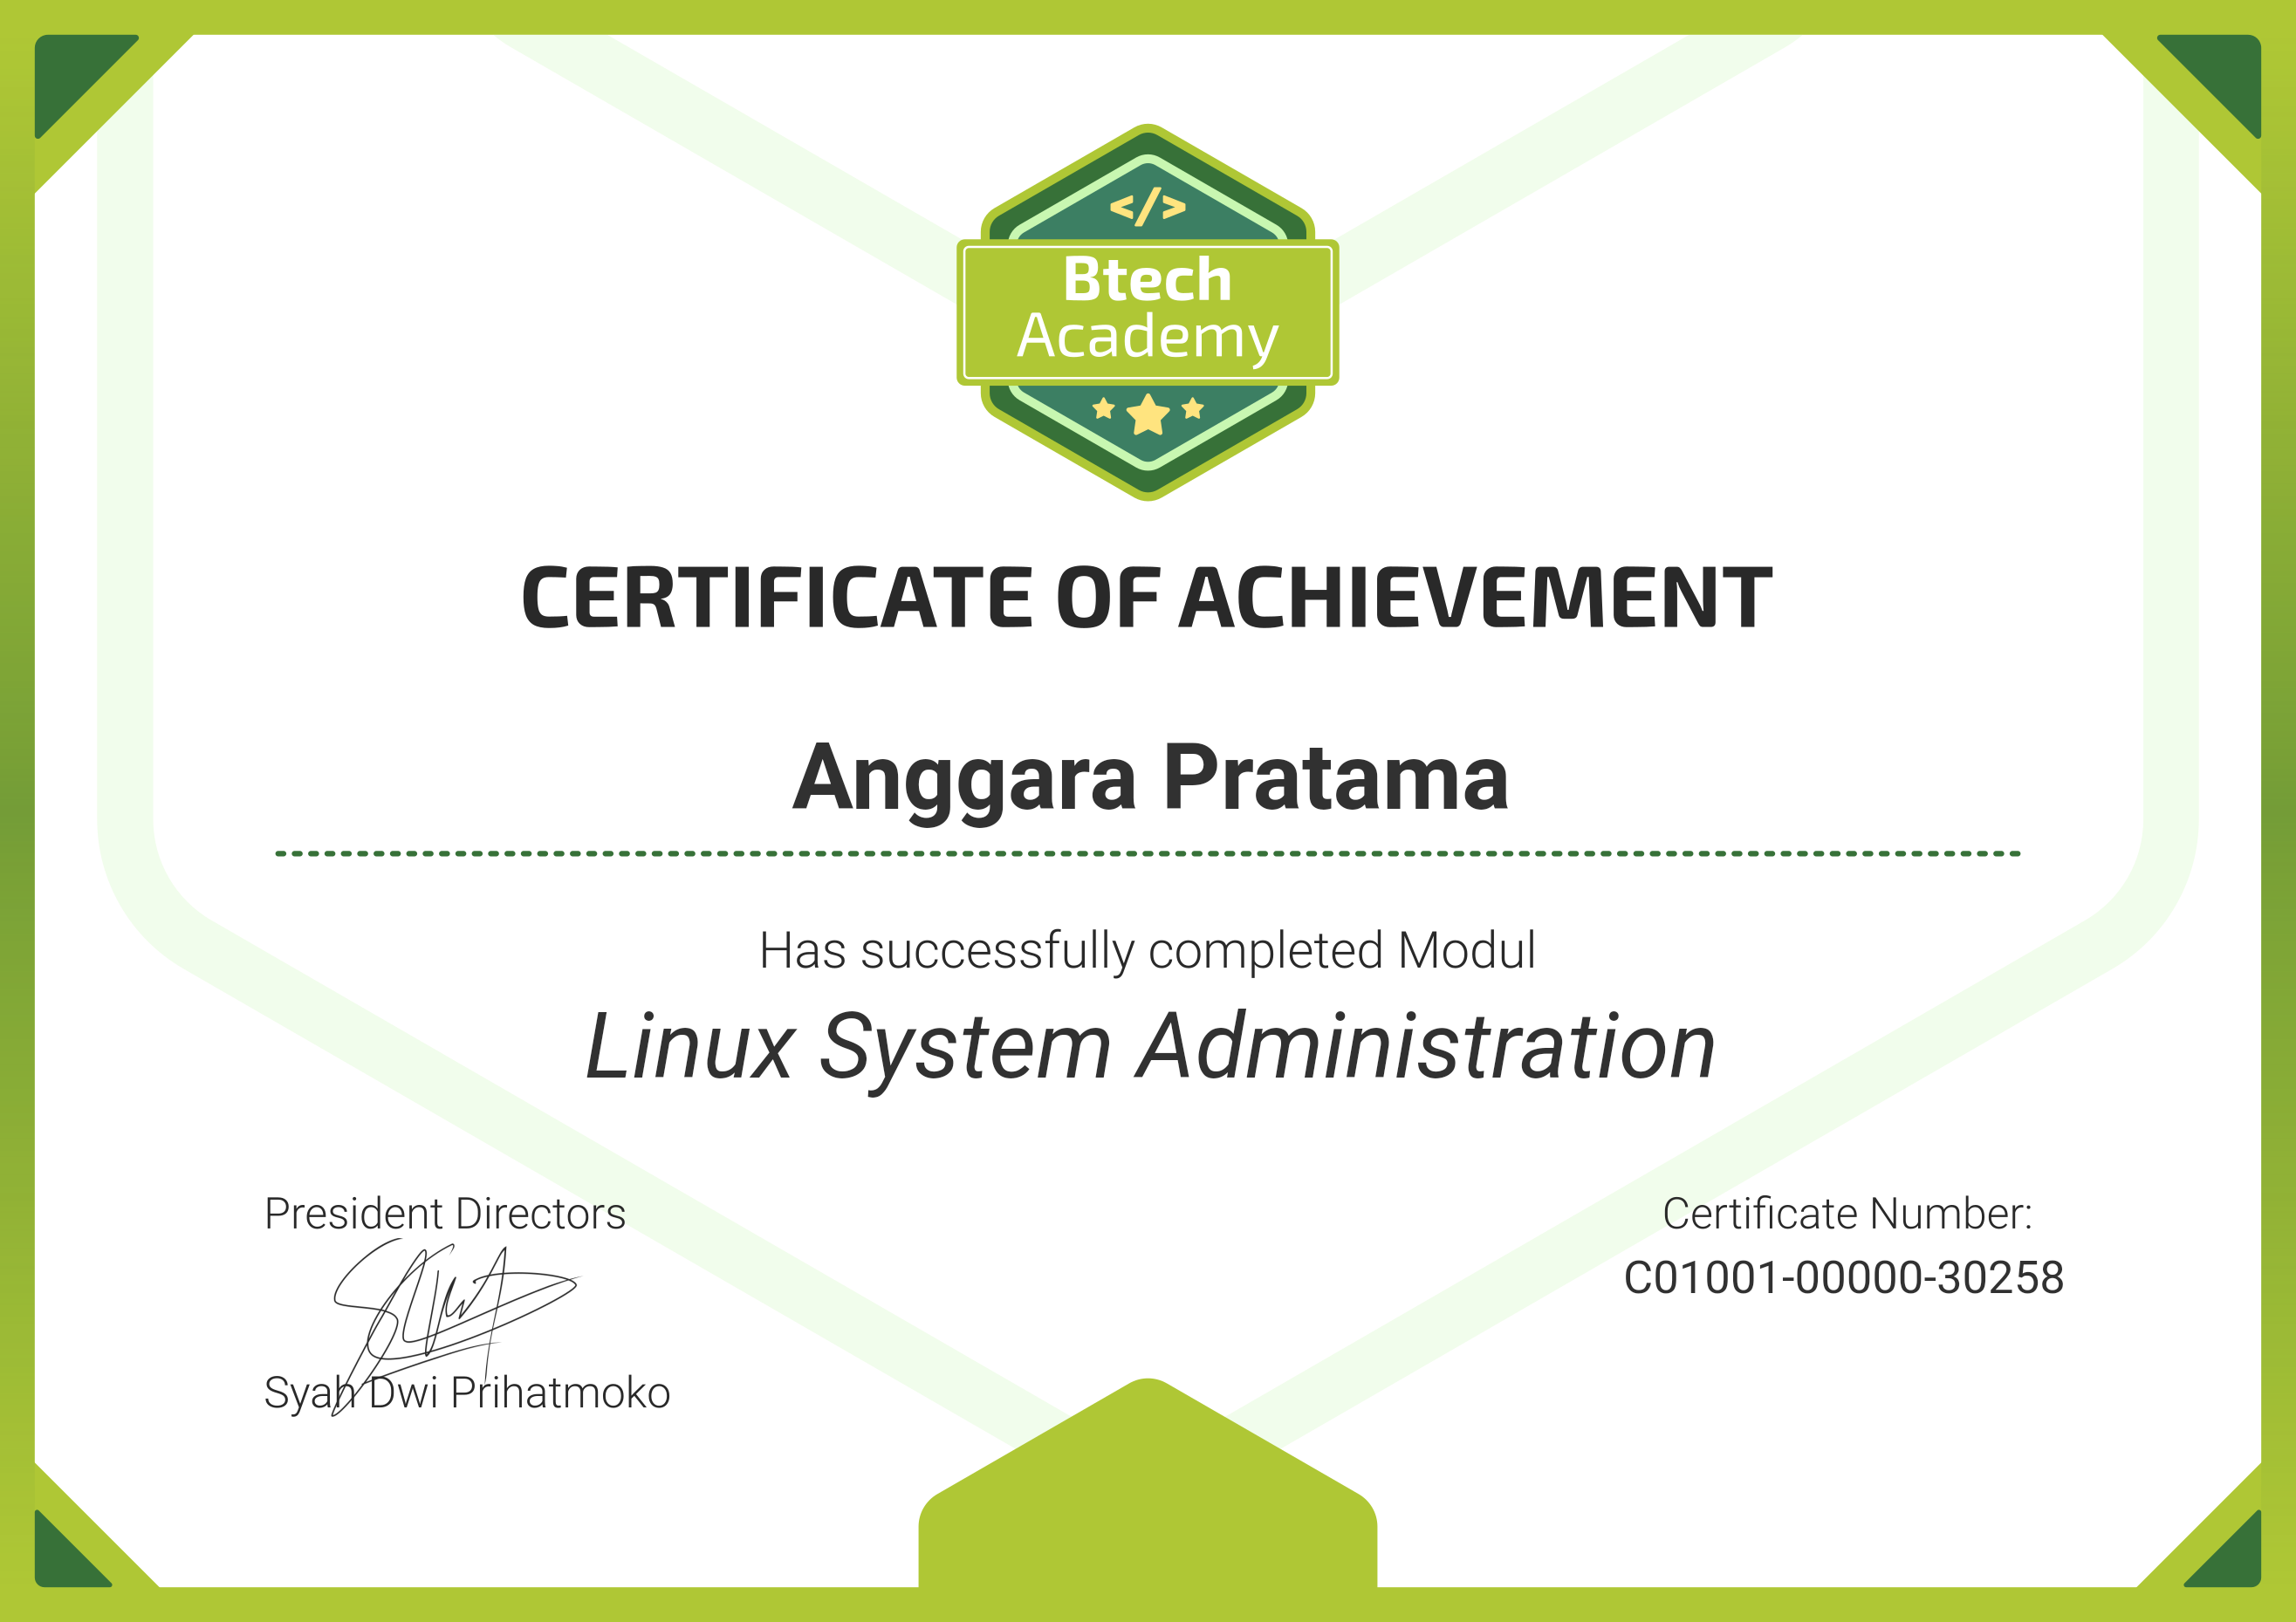 </>
Btech
Academy
CERTIFICATE OF ACHIEVEMENT
Anggara Pratama
Has successfully completed Modul
Linux System Administration
President Directors
Syah Dwi Prihatmoko
Certificate Number:
C01001-00000-30258